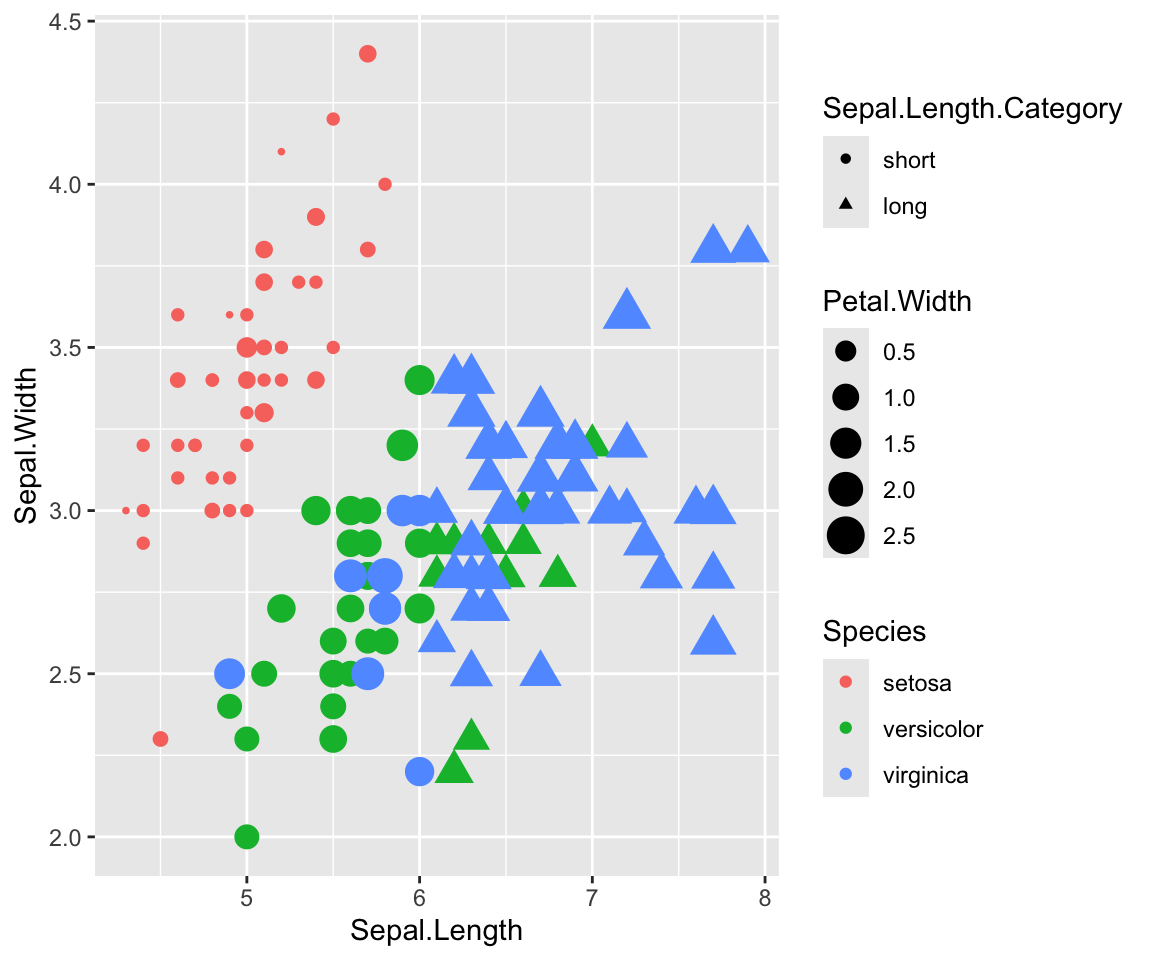 4.5
4.0
3.5
3.0
2.5
2.0
Sepal.Width
5 6 7 8
Sepal.Length
Sepal.Length.Category
short
long
Petal.Width
0.5
1.0
1.5
2.0
2.5
Species
setosa
versicolor
virginica